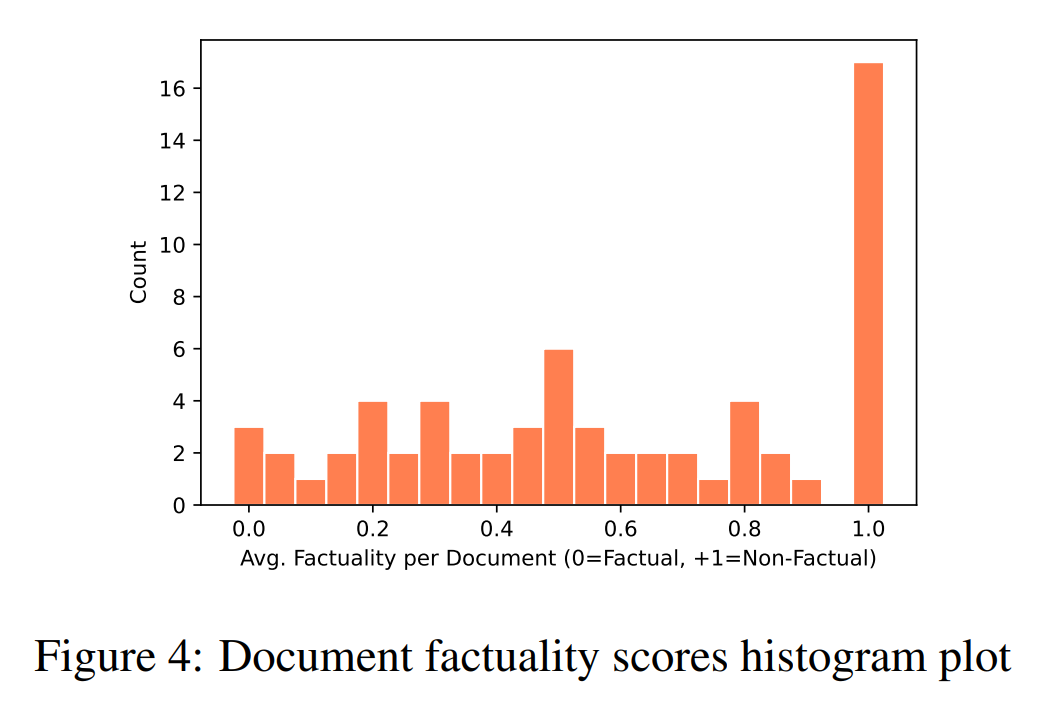 16
14
12
10
8
6
4
2
0
Count
0.0 0.2 0.4 0.6 0.8 1.0
Avg. Factuality per Document (0=Factual, +1=Non-Factual)
Figure 4: Document factuality scores histogram plot